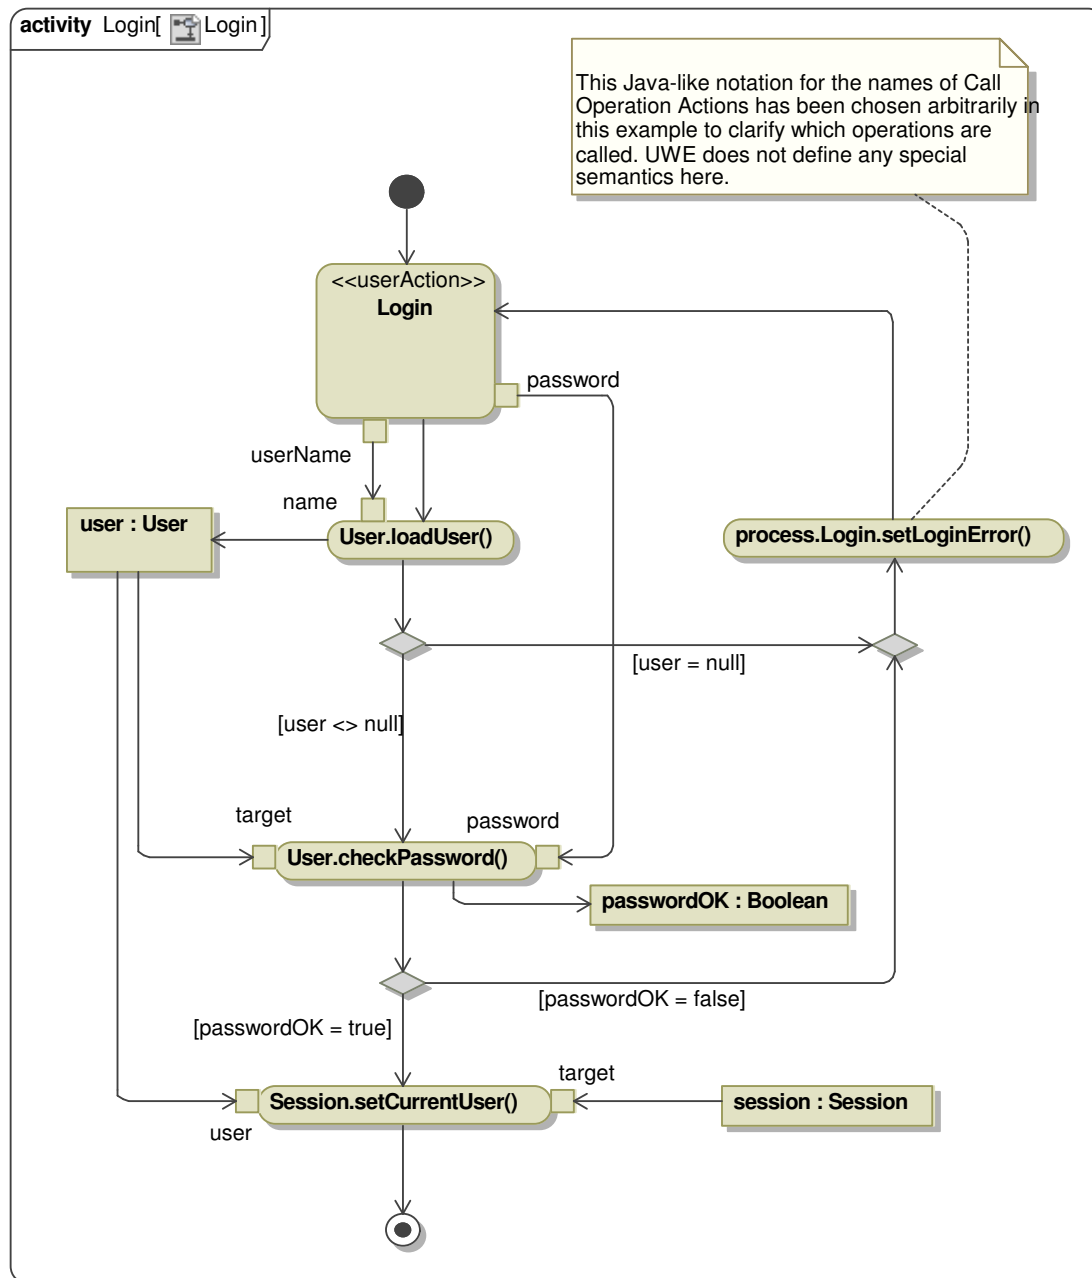 activity Login[ Login ]
This Java-like notation for the names of Call
Operation Actions has been chosen arbitrarily in
this example to clarify which operations are
called. UWE does not define any special
semantics here.
<<userAction>>
Login
password
userName
name
user : User
User.loadUser()
process.Login.setLoginError()
[user = null]
[user <> null]
target
password
User.checkPassword()
passwordOK : Boolean
[passwordOK = false]
[passwordOK = true]
target
Session.setCurrentUser()
session : Session
user